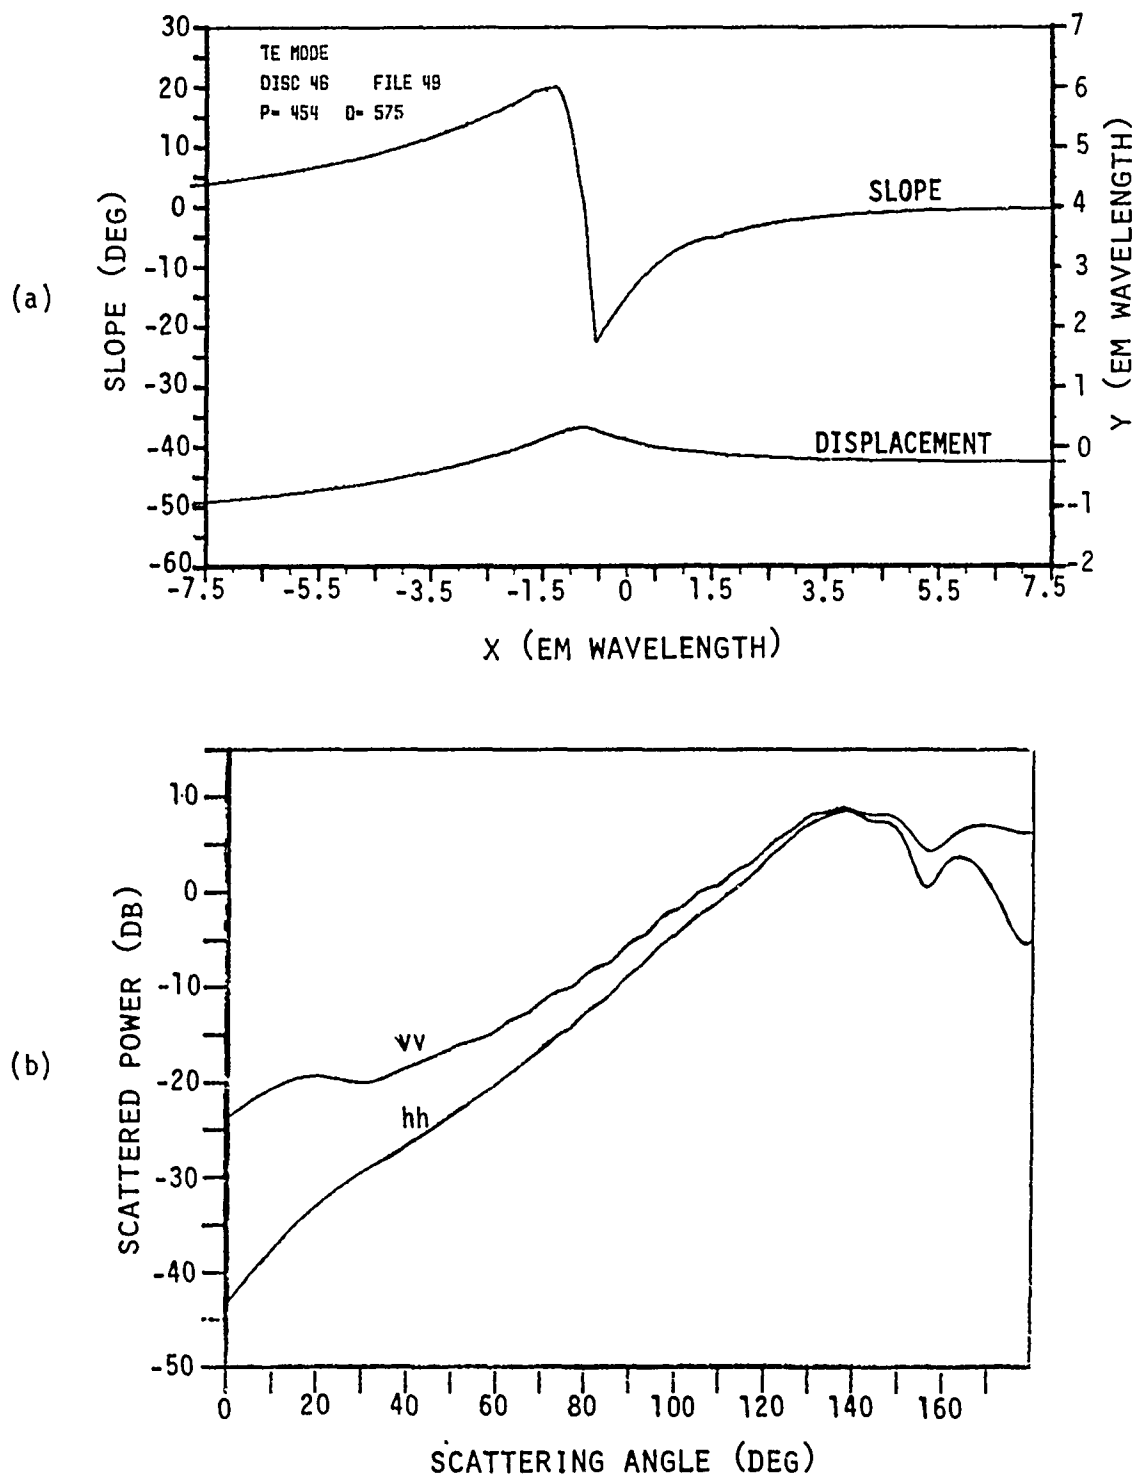 30
20
10
0
-10
-20
-30
-40
-50
-60
SLOPE (DEG)
(a)
TE MODE
DISC 46 FILE 49
P= 454 D= 575
SLOPE
DISPLACEMENT
7
6
5
4
3
2
1
0
-1
-2
Y (EM WAVELENGTH)
-7.5 -5.5 -3.5 -1.5 0 1.5 3.5 5.5 7.5
X (EM WAVELENGTH)
10
0
-10
-20
-30
-40
-50
SCATTERED POWER (DB)
(b)
vv
hh
0 20 40 60 80 100 120 140 160
SCATTERING ANGLE (DEG)